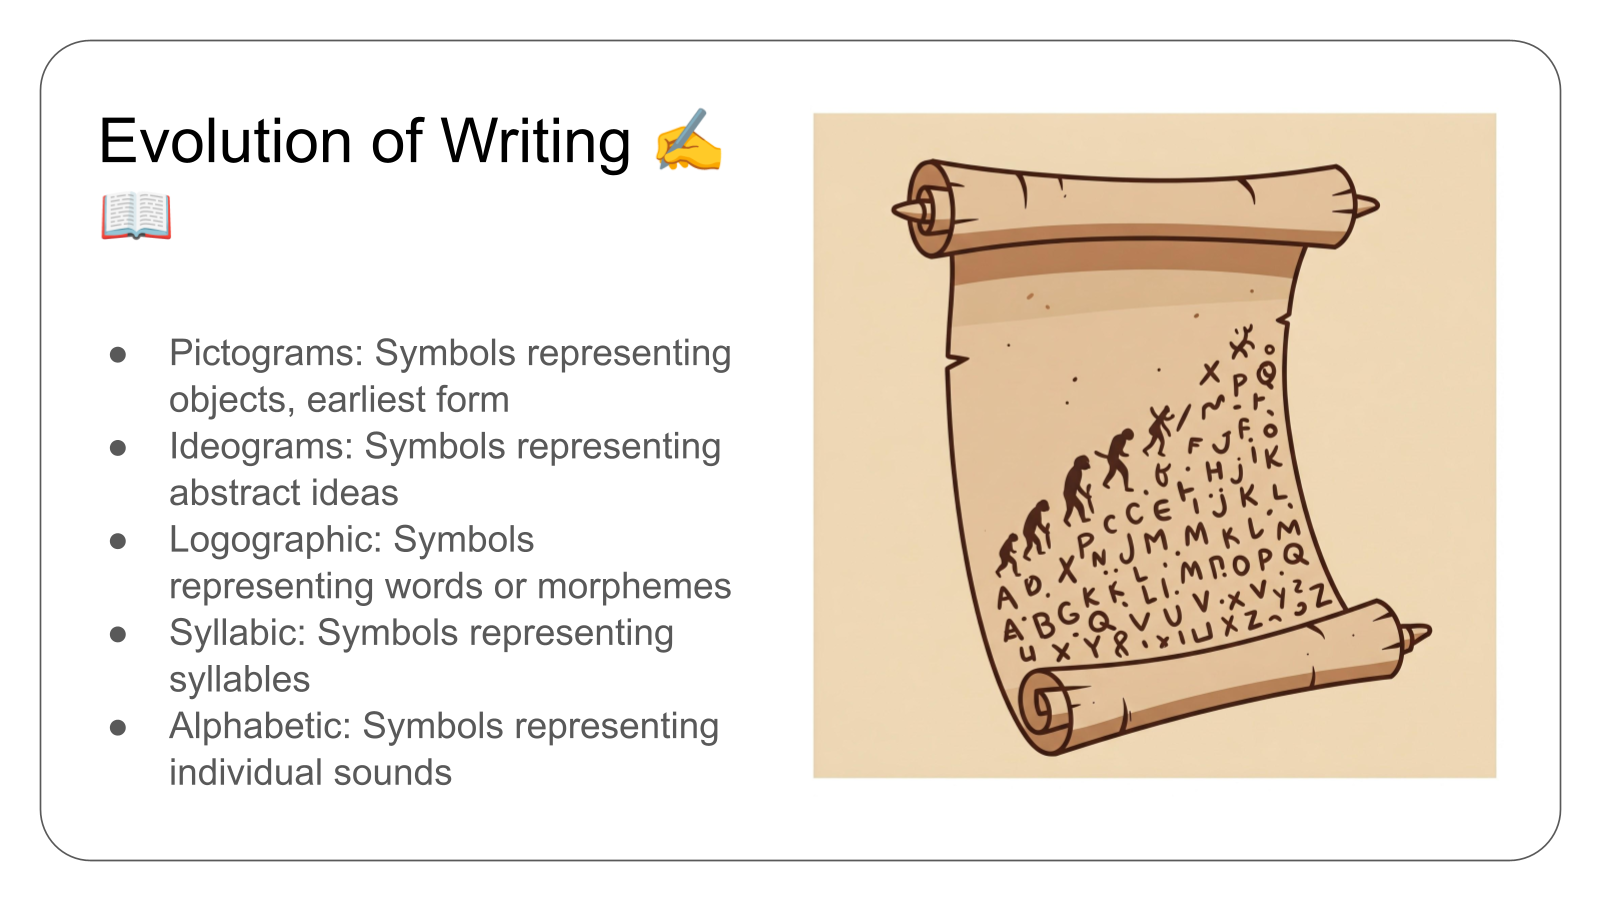 Evolution of Writing ✍️
📖
● Pictograms: Symbols representing
objects, earliest form
● Ideograms: Symbols representing
abstract ideas
● Logographic: Symbols
representing words or morphemes
● Syllabic: Symbols representing
syllables
● Alphabetic: Symbols representing
individual sounds